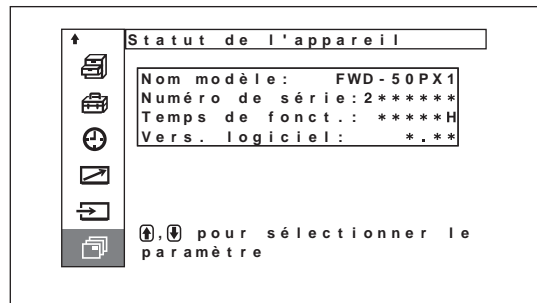 Statut de l'appareil
Nom modèle: FWD-50PX1
Numéro de série:2******
Temps de fonct.: *****H
Vers. logiciel: *.**
, pour sélectionner le
paramètre